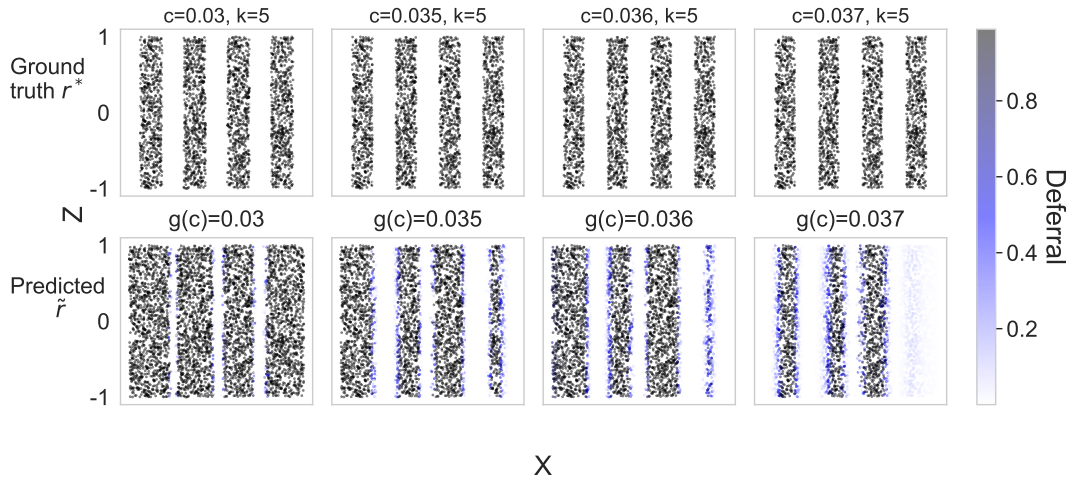 c=0.03, k=5
c=0.035, k=5
c=0.036, k=5
c=0.037, k=5
Ground
truth r*
1
0
-1
Z
g(c)=0.03
g(c)=0.035
g(c)=0.036
g(c)=0.037
Predicted
r̃
1
0
-1
X
0.8
0.6
0.4
0.2
Deferral